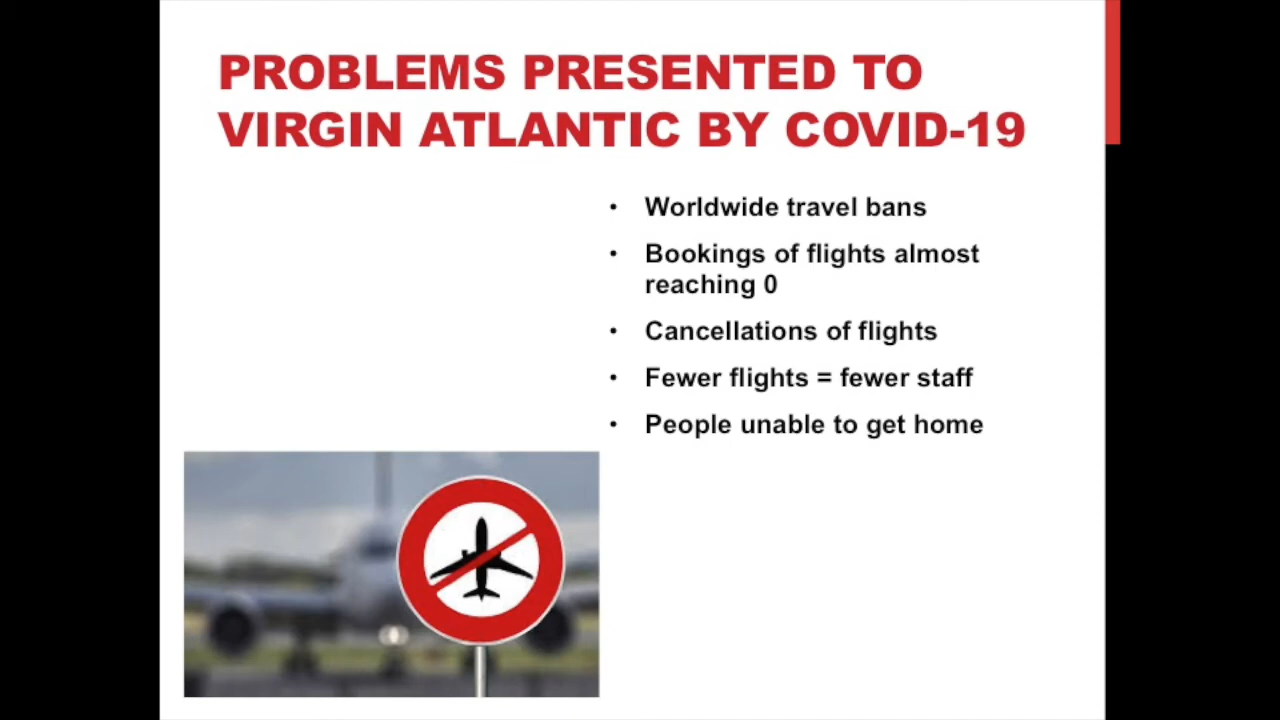 PROBLEMS PRESENTED TO
VIRGIN ATLANTIC BY COVID-19
• Worldwide travel bans
• Bookings of flights almost
reaching 0
• Cancellations of flights
• Fewer flights = fewer staff
• People unable to get home